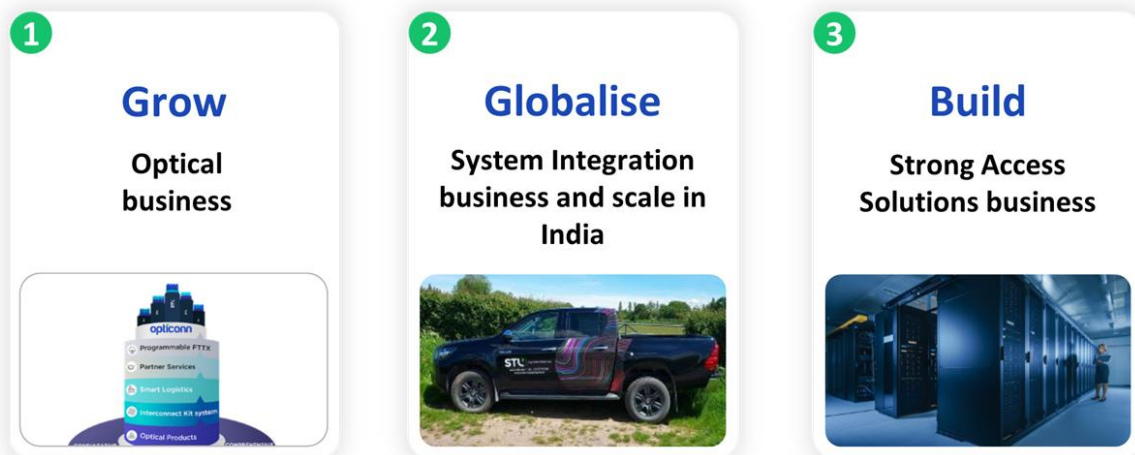 1
Grow
Optical
business
opticonn
Programmable FTTX
Partner Services
Smart Logistics
Interconnect Kit systems
Optical Products
2
Globalise
System Integration
business and scale in
India
STL
3
Build
Strong Access
Solutions business